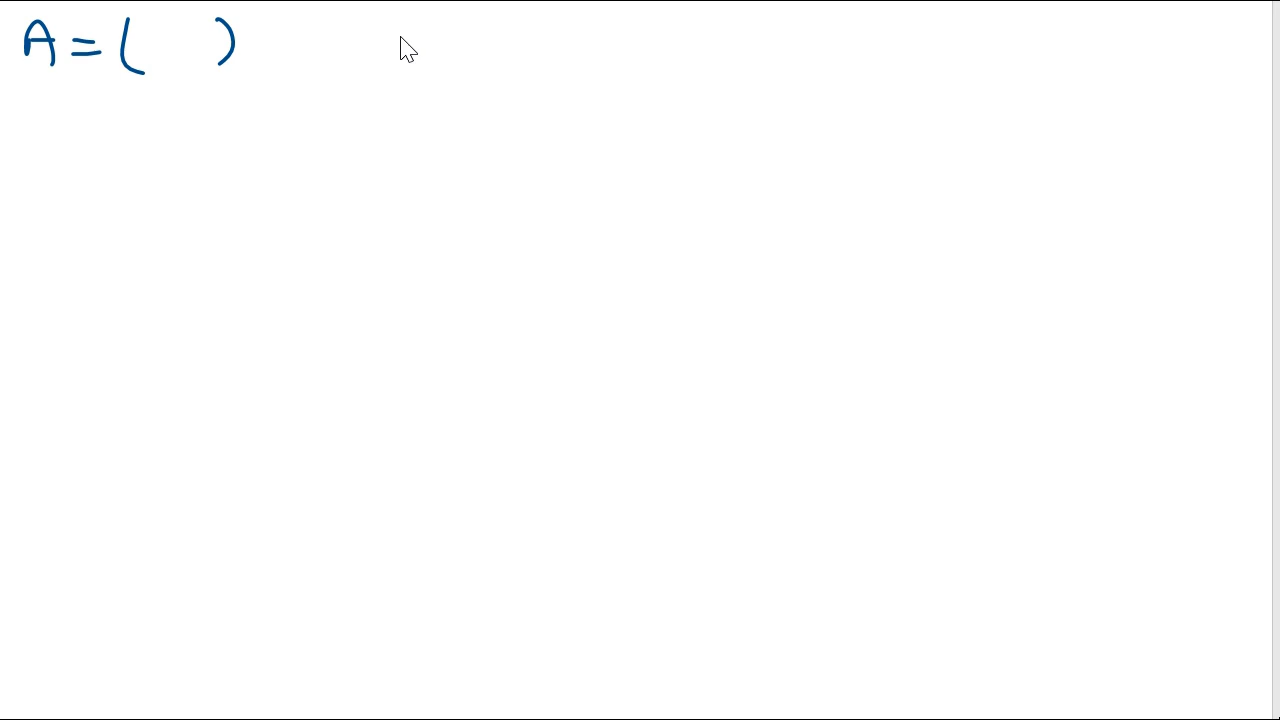 A = (    )